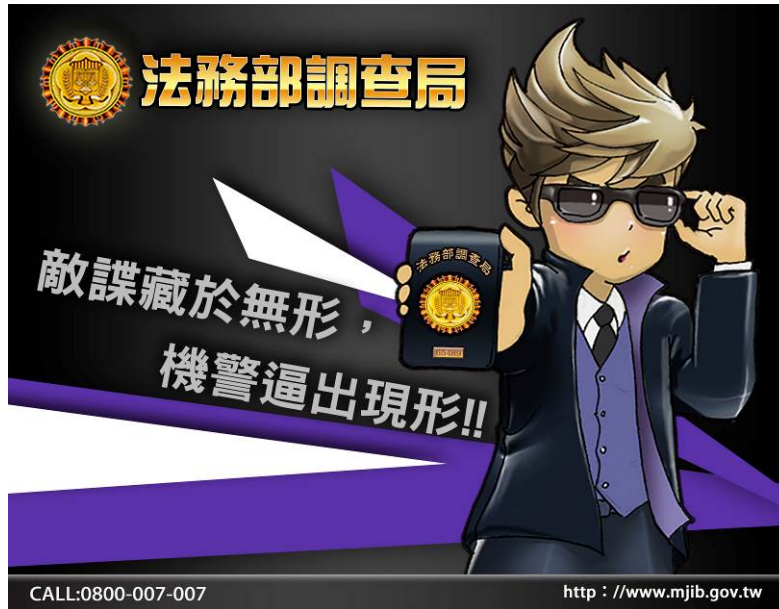 法務部調查局
法務部調查局
65489
敵諜藏於無形，
機警逼出現形!!
CALL:0800-007-007
http：//www.mjib.gov.tw